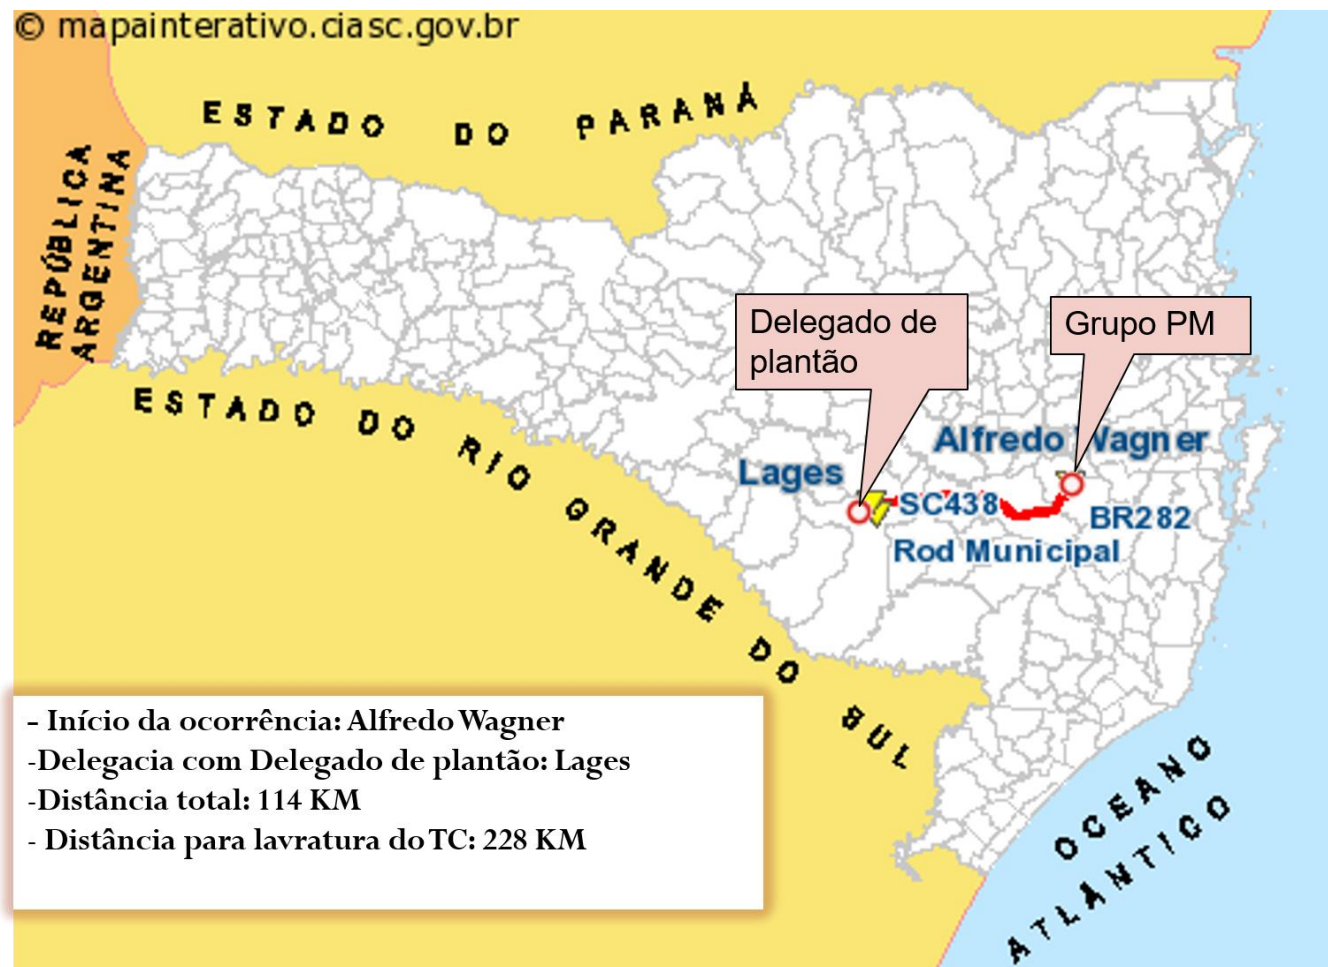 © mapainterativo.ciasc.gov.br
ESTADO DO PARANÁ
REPÚBLICA
ARGENTINA
Delegado de
plantão
Grupo PM
ESTADO DO RIO GRANDE DO SUL
Alfredo Wagner
Lages
SC438
BR282
Rod Municipal
- Início da ocorrência: Alfredo Wagner
-Delegacia com Delegado de plantão: Lages
-Distância total: 114 KM
- Distância para lavratura do TC: 228 KM
OCEANO
ATLÂNTICO